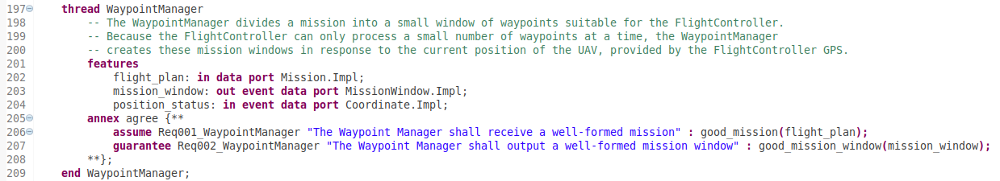 197 thread WaypointManager
198 -- The WaypointManager divides a mission into a small window of waypoints suitable for the FlightController.
199 -- Because the FlightController can only process a small number of waypoints at a time, the WaypointManager
200 -- creates these mission windows in response to the current position of the UAV, provided by the FlightController GPS.
201 features
202 flight_plan: in data port Mission.Impl;
203 mission_window: out event data port MissionWindow.Impl;
204 position_status: in event data port Coordinate.Impl;
205 annex agree {**
206 assume Req001_WaypointManager "The Waypoint Manager shall receive a well-formed mission" : good_mission(flight_plan);
207 guarantee Req002_WaypointManager "The Waypoint Manager shall output a well-formed mission window" : good_mission_window(mission_window);
208 **};
209 end WaypointManager;